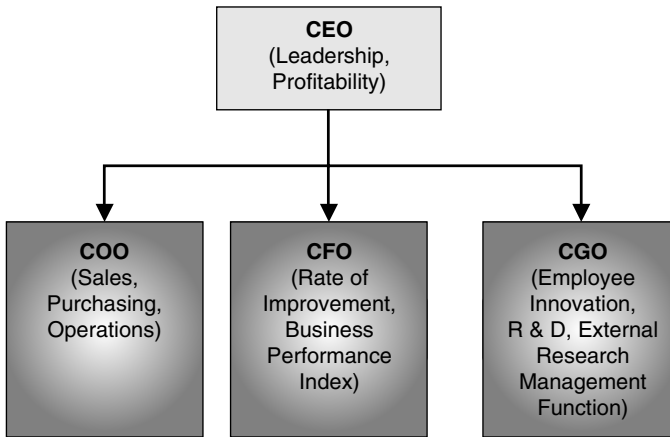 CEO
(Leadership,
Profitability)
COO
(Sales,
Purchasing,
Operations)
CFO
(Rate of
Improvement,
Business
Performance
Index)
CGO
(Employee
Innovation,
R & D, External
Research
Management
Function)